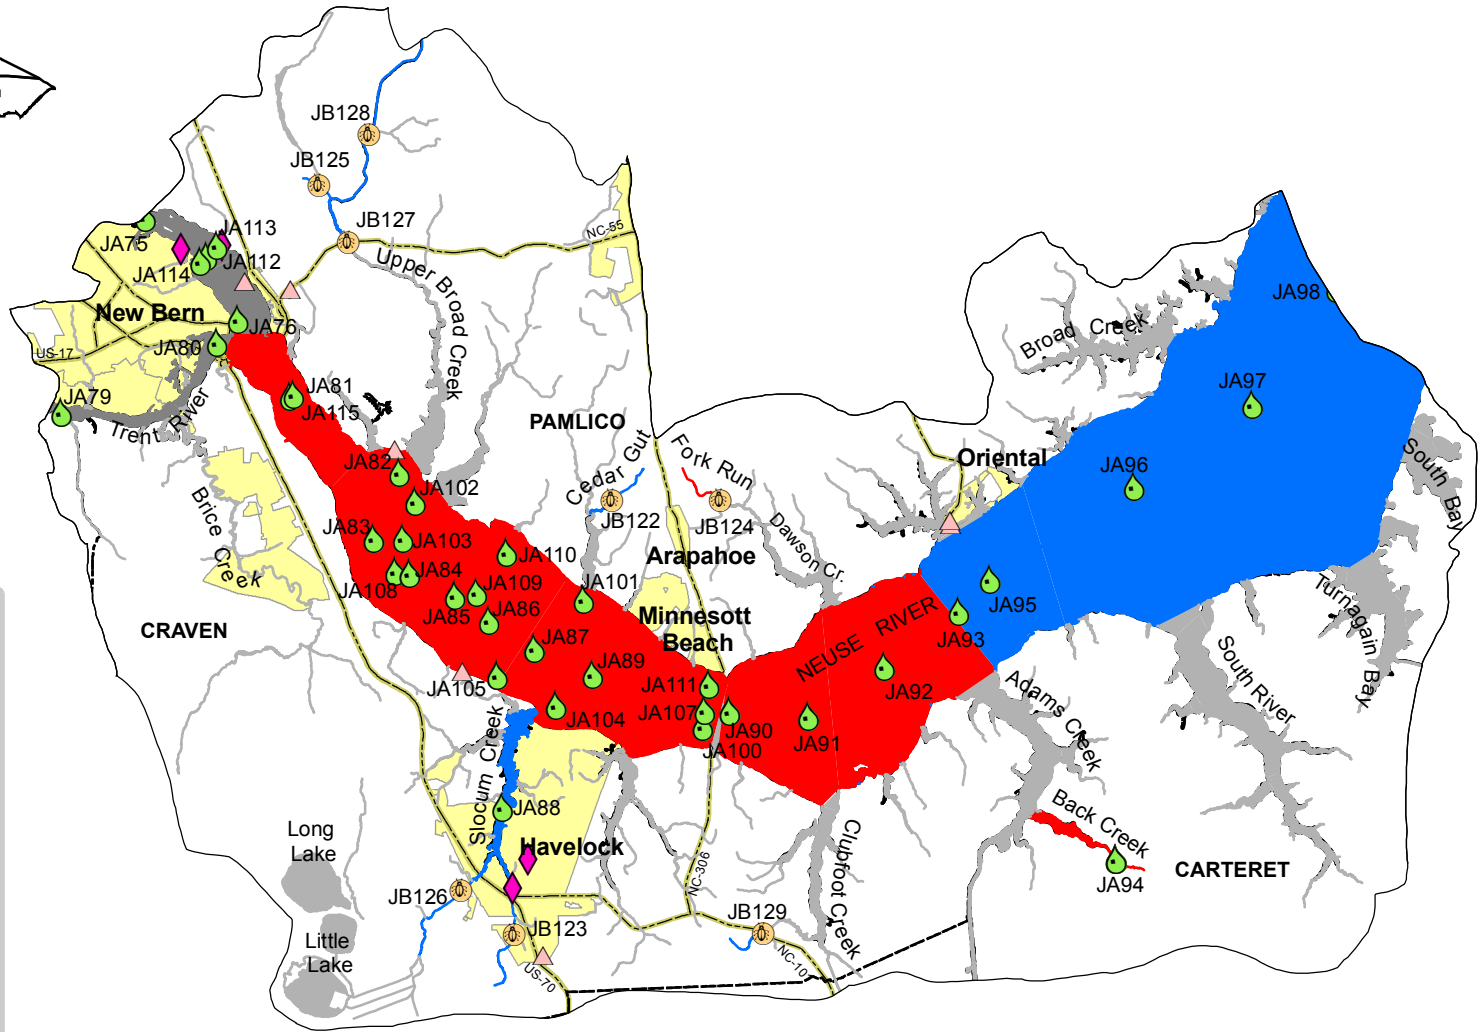 JB128
JB125
JB127
NC-55
JA113
JA75
JA112
JA114
Upper Broad Creek
New Bern
JA76
JA80
US-17
JA98
Broad Creek
JA97
JA79
JA81
JA115
Trent River
PAMLICO
Cedar Gut
Fork Run
Oriental
JA96
South Bay
JA82
JA102
Brice
Creek
JB122
JB124
Dawson Cr.
JA83
JA103
JA110
Arapahoe
JA108
JA84
JA109
JA101
JA85
JA86
Minnesott
Beach
NEUSE RIVER
JA93
JA95
Turnagain Bay
CRAVEN
JA87
JA89
JA105
JA111
JA92
South River
Adams Creek
JA104
JA107
JA90
JA91
JA100
Slocum Creek
JA88
Havelock
Long
Lake
Clubfoot Creek
Back Creek
CARTERET
JA94
NC-306
JB126
JB123
JB129
Little
Lake
US-70
NC-101